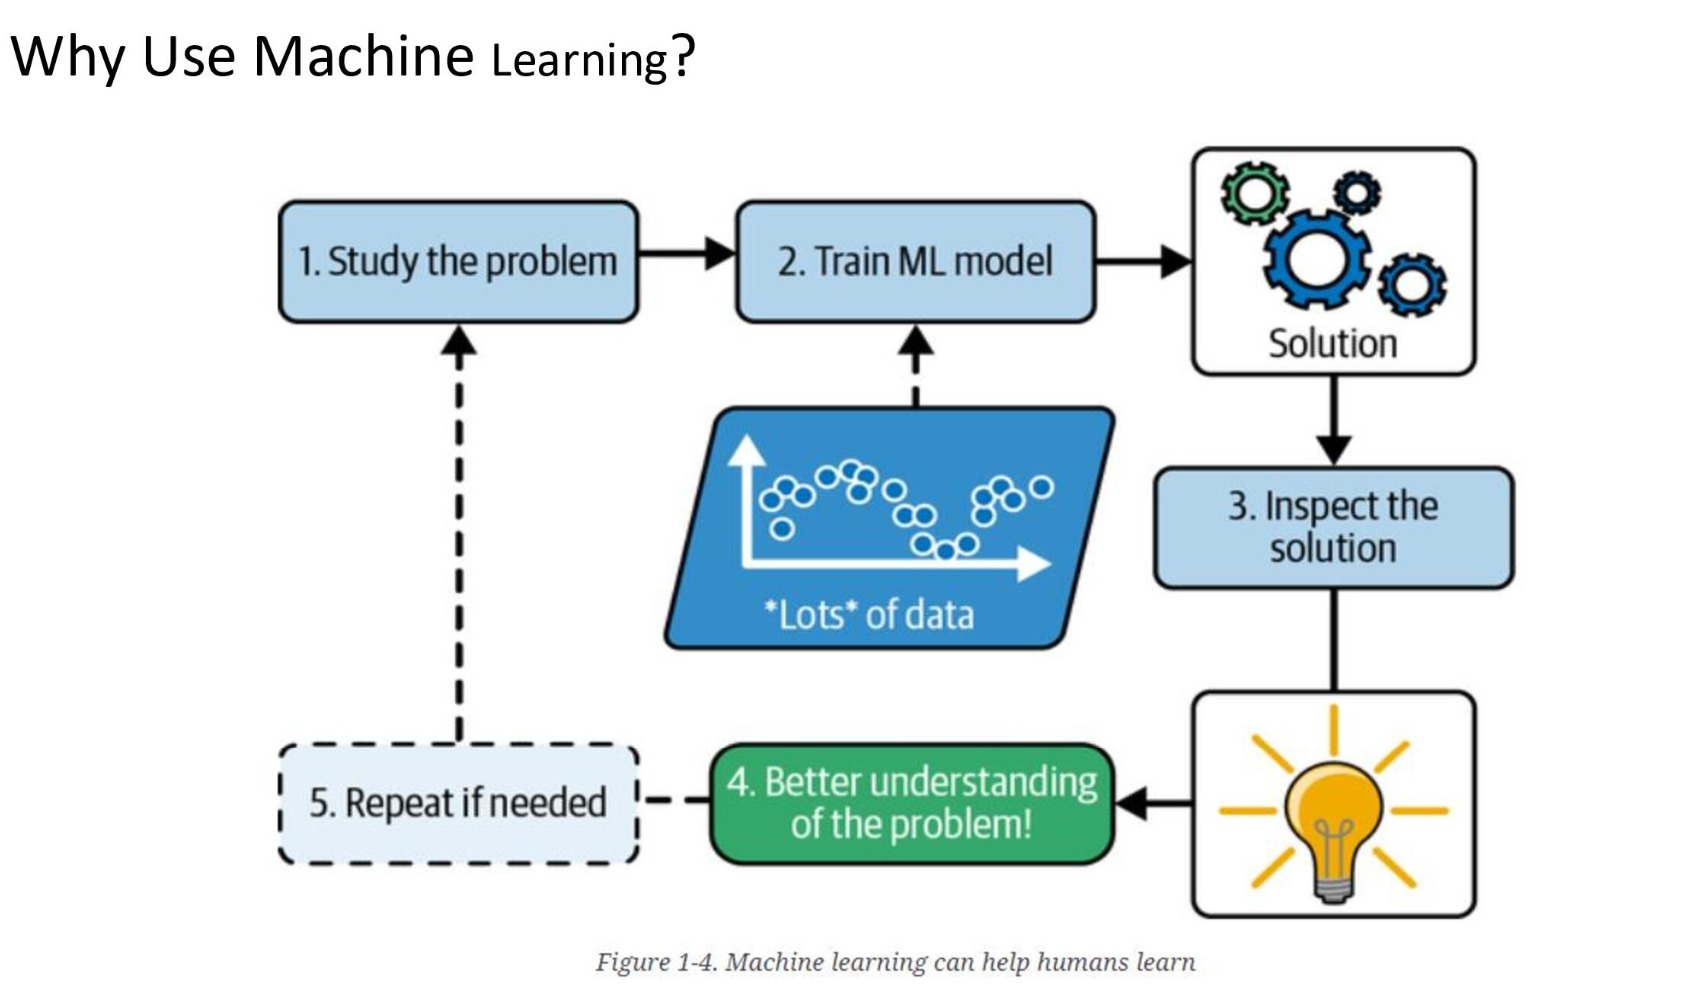 Why Use Machine Learning?
1. Study the problem
2. Train ML model
Solution
*Lots* of data
3. Inspect the
solution
4. Better understanding
of the problem!
5. Repeat if needed
Figure 1-4. Machine learning can help humans learn